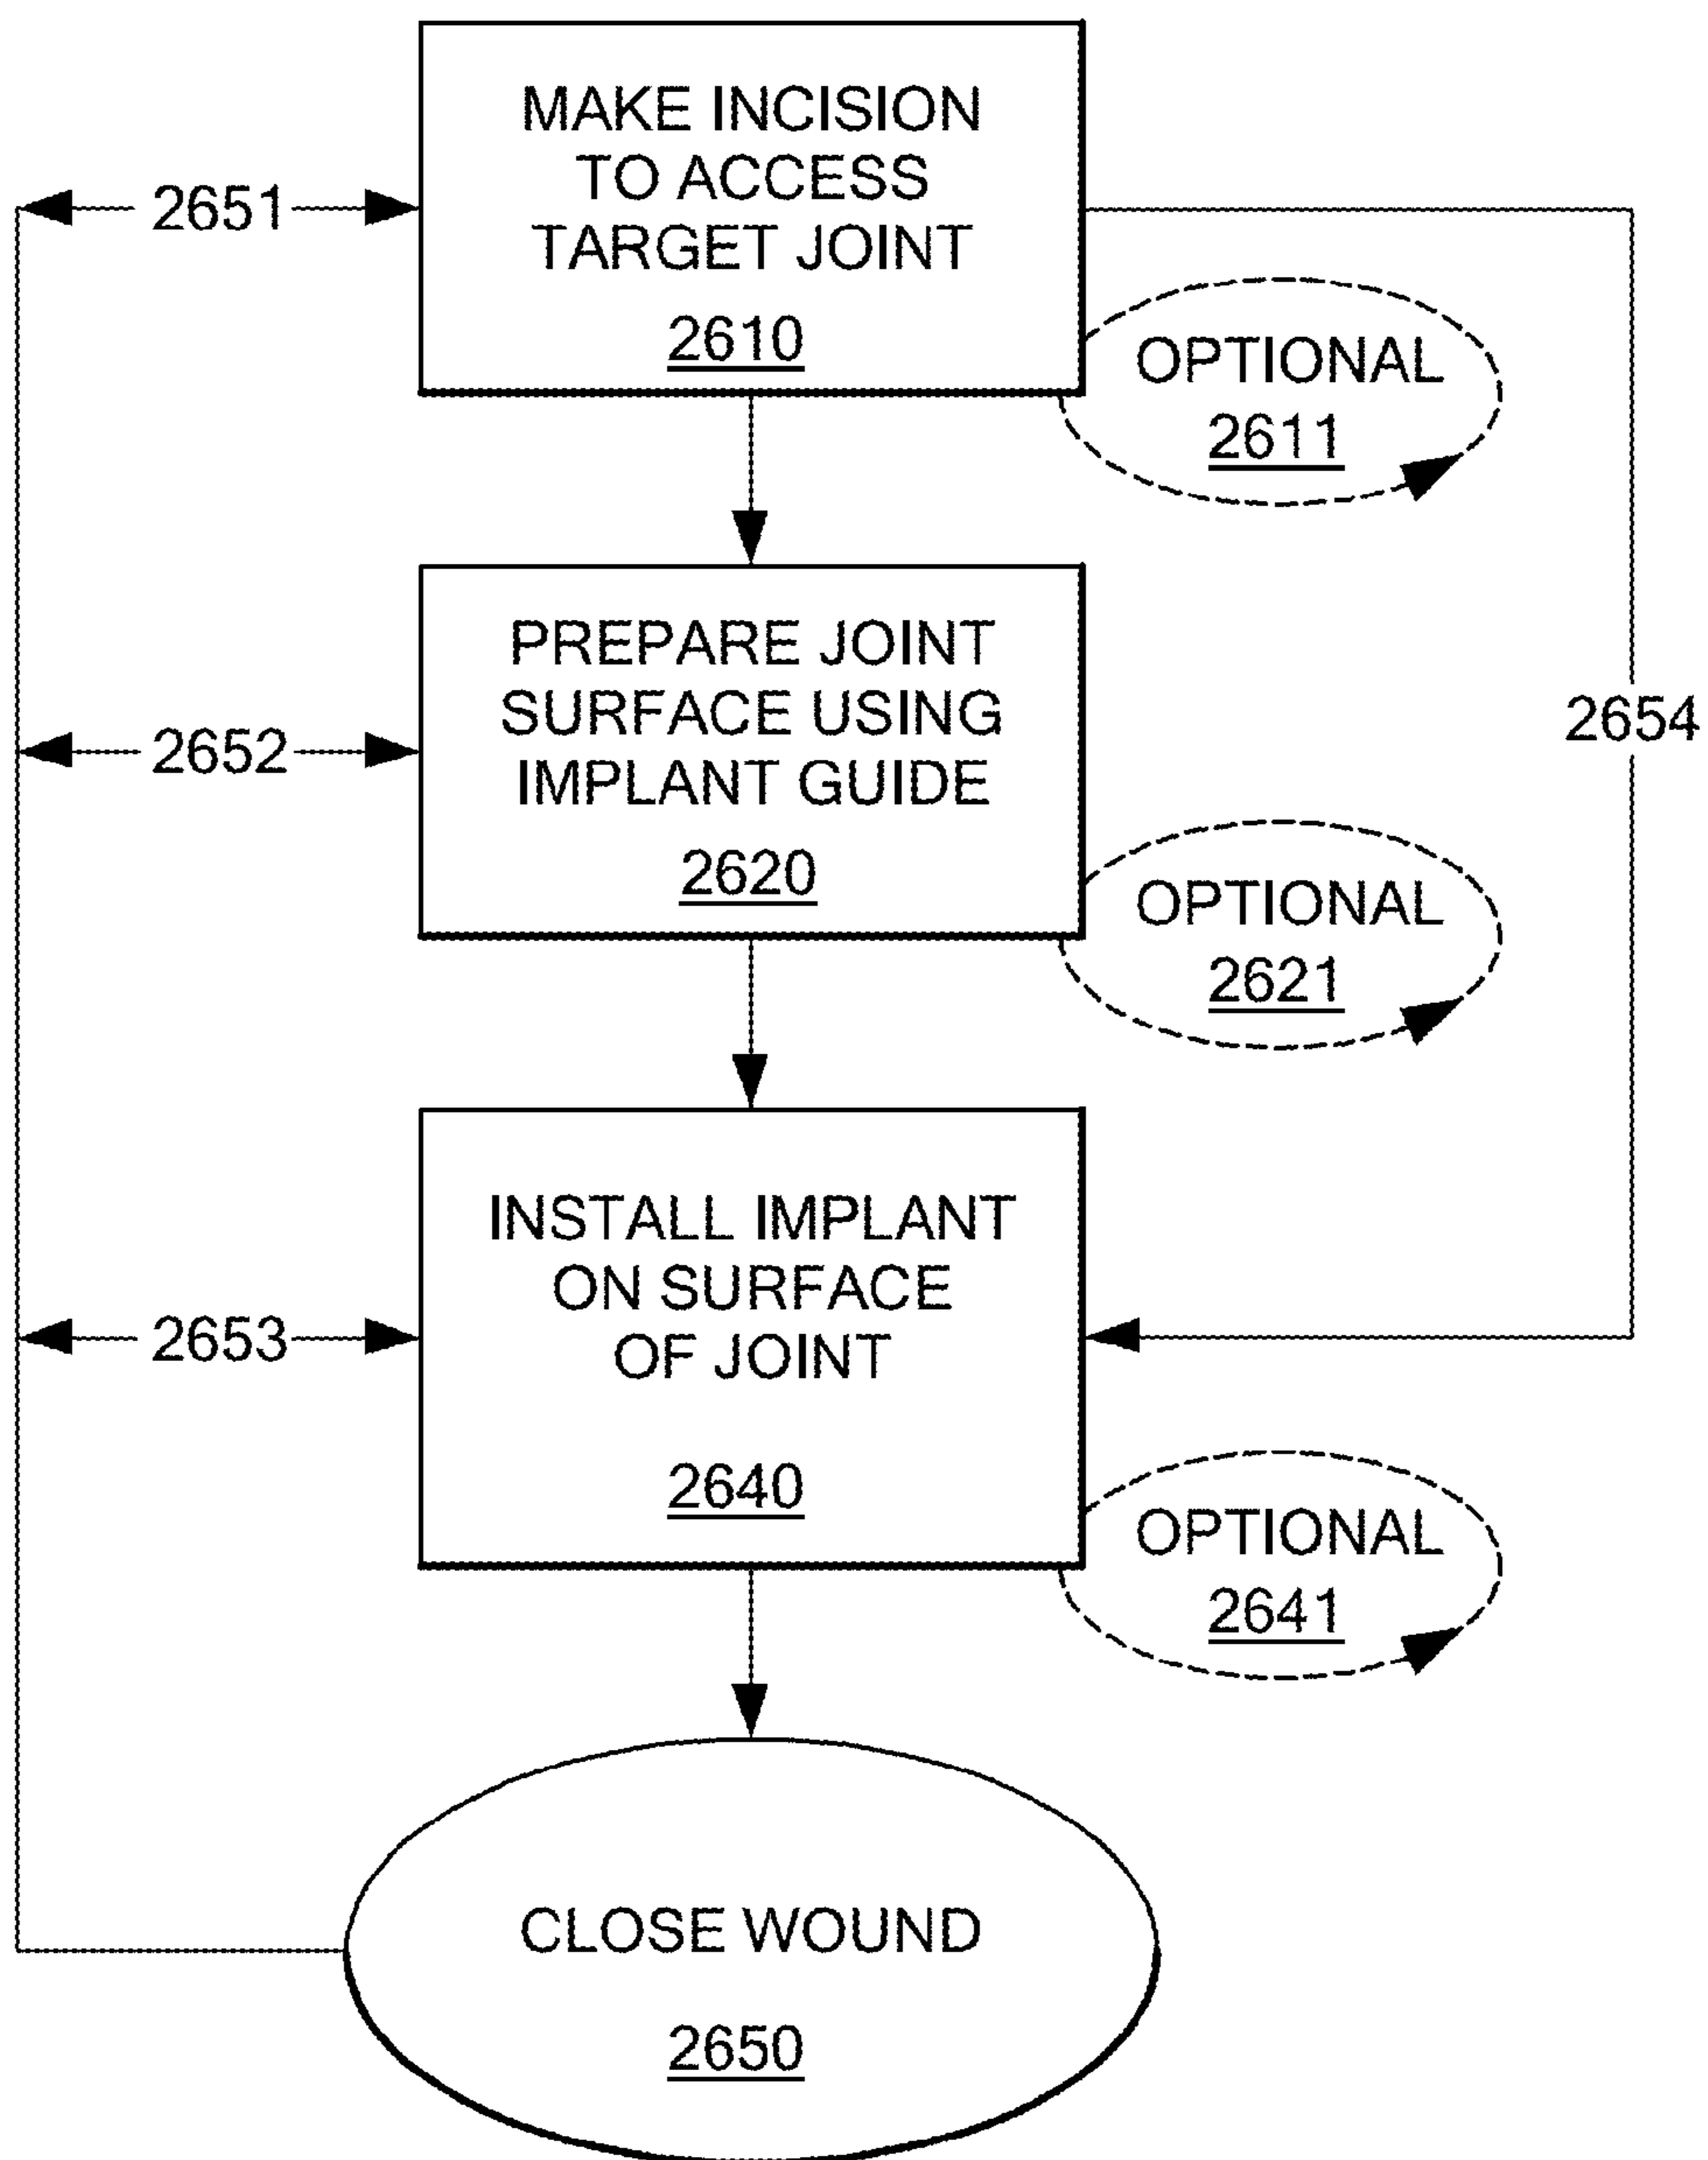 MAKE INCISION
TO ACCESS
TARGET JOINT
2610
2651
OPTIONAL
2611
PREPARE JOINT
SURFACE USING
IMPLANT GUIDE
2620
2652
2654
OPTIONAL
2621
INSTALL IMPLANT
ON SURFACE
OF JOINT
2640
2653
OPTIONAL
2641
CLOSE WOUND
2650